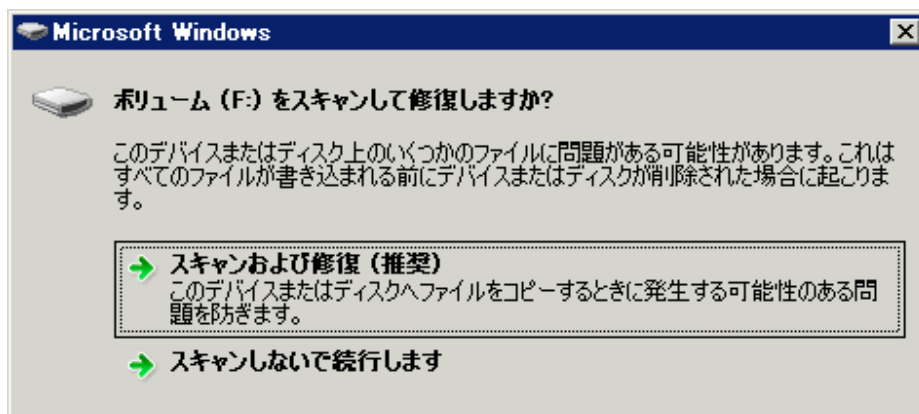 Microsoft Windows
ボリューム (F:) をスキャンして修復しますか?
このデバイスまたはディスク上のいくつかのファイルに問題がある可能性があります。これは
すべてのファイルが書き込まれる前にデバイスまたはディスクが削除された場合に起こりま
す。
スキャンおよび修復 (推奨)
このデバイスまたはディスクへファイルをコピーするときに発生する可能性のある問
題を防ぎます。
スキャンしないで続行します